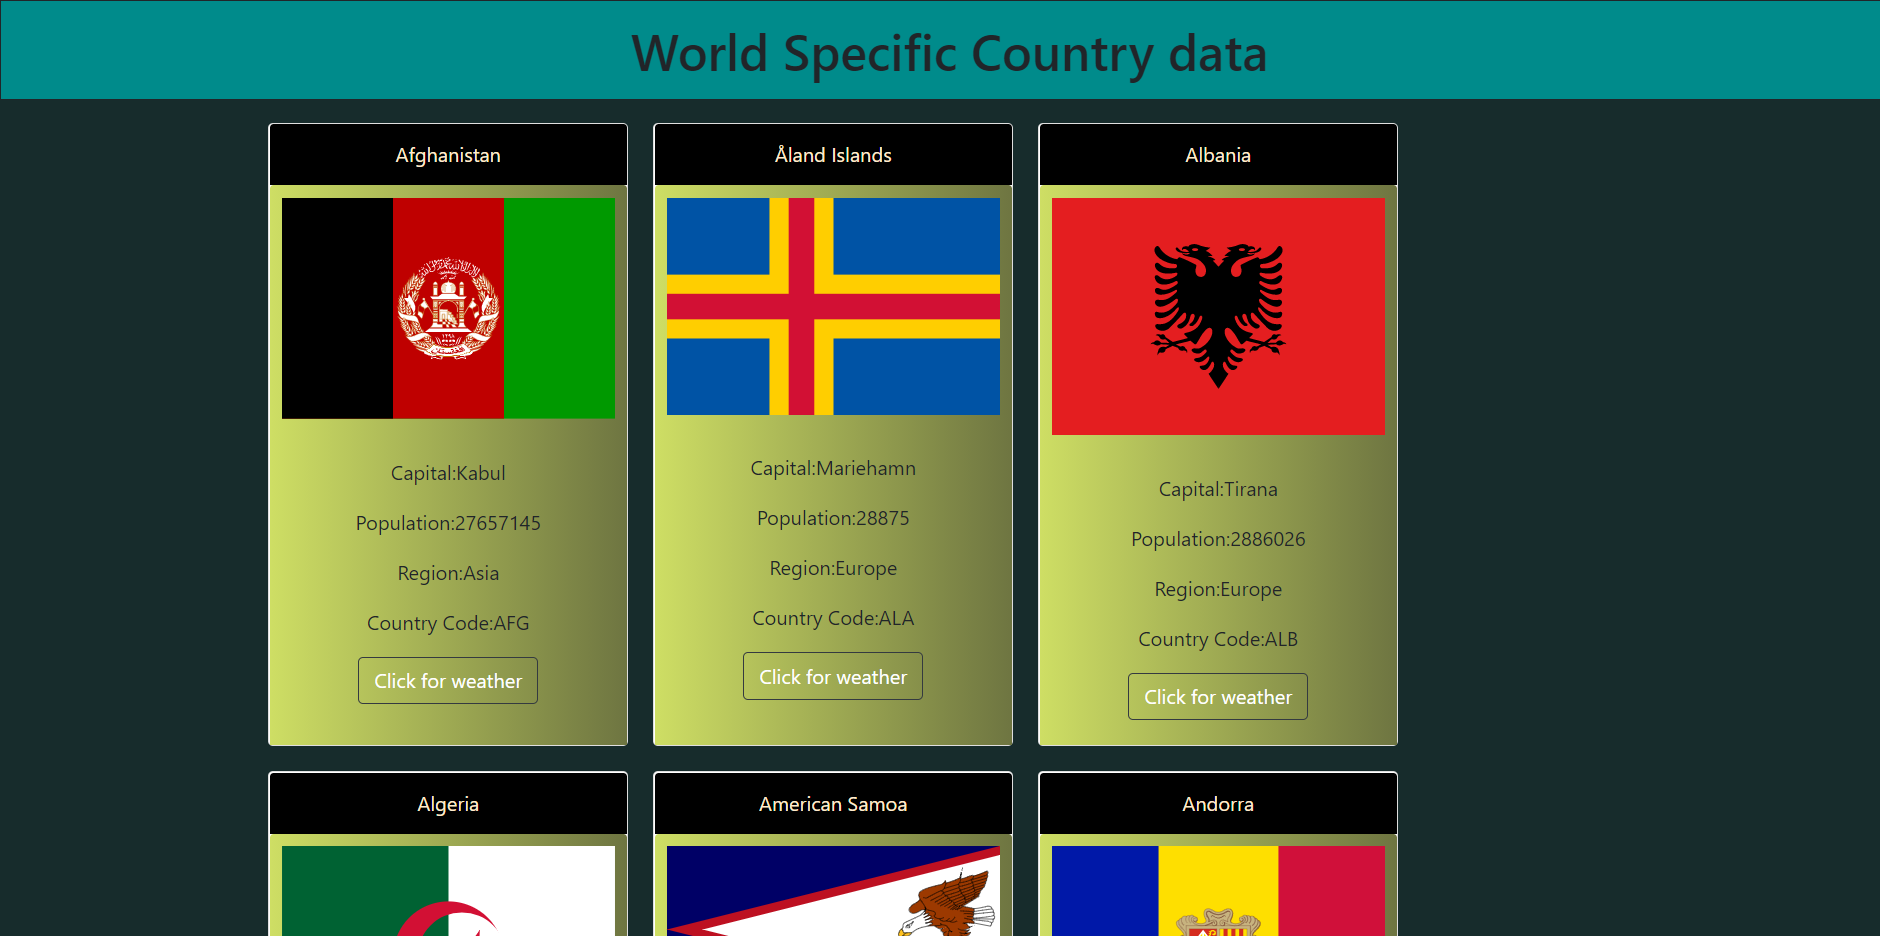 World Specific Country data
Afghanistan
Capital:Kabul
Population:27657145
Region:Asia
Country Code:AFG
Click for weather
Åland Islands
Capital:Mariehamn
Population:28875
Region:Europe
Country Code:ALA
Click for weather
Albania
Capital:Tirana
Population:2886026
Region:Europe
Country Code:ALB
Click for weather
Algeria
American Samoa
Andorra